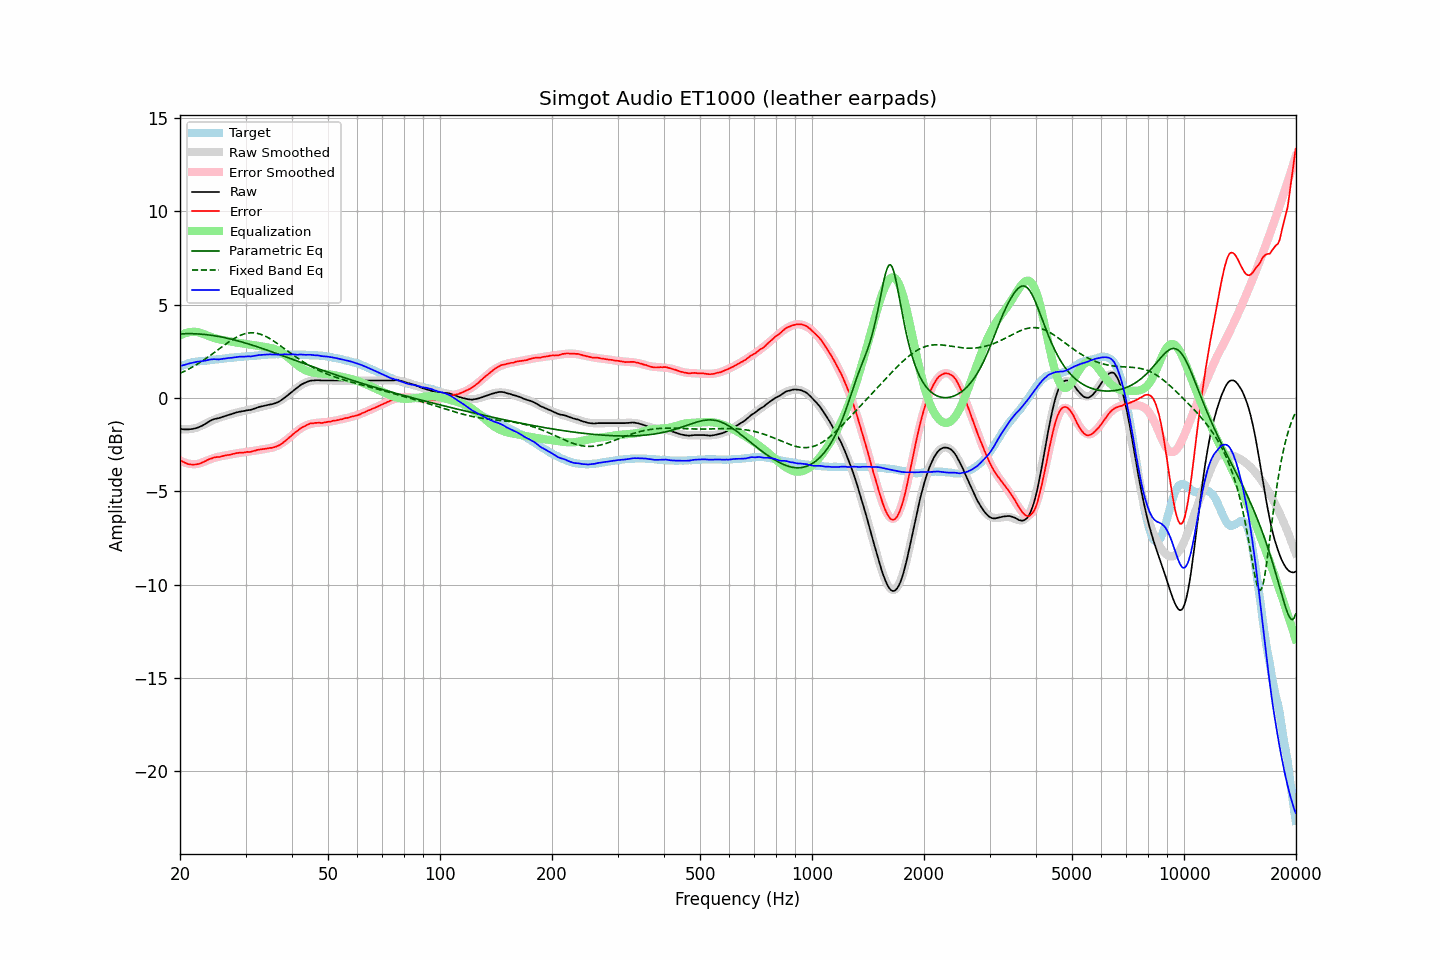 Simgot Audio ET1000 (leather earpads)
Target
Raw Smoothed
Error Smoothed
Raw
Error
Equalization
Parametric Eq
Fixed Band Eq
Equalized
15
10
5
0
−5
−10
−15
−20
Amplitude (dBr)
20 50 100 200 500 1000 2000 5000 10000 20000
Frequency (Hz)